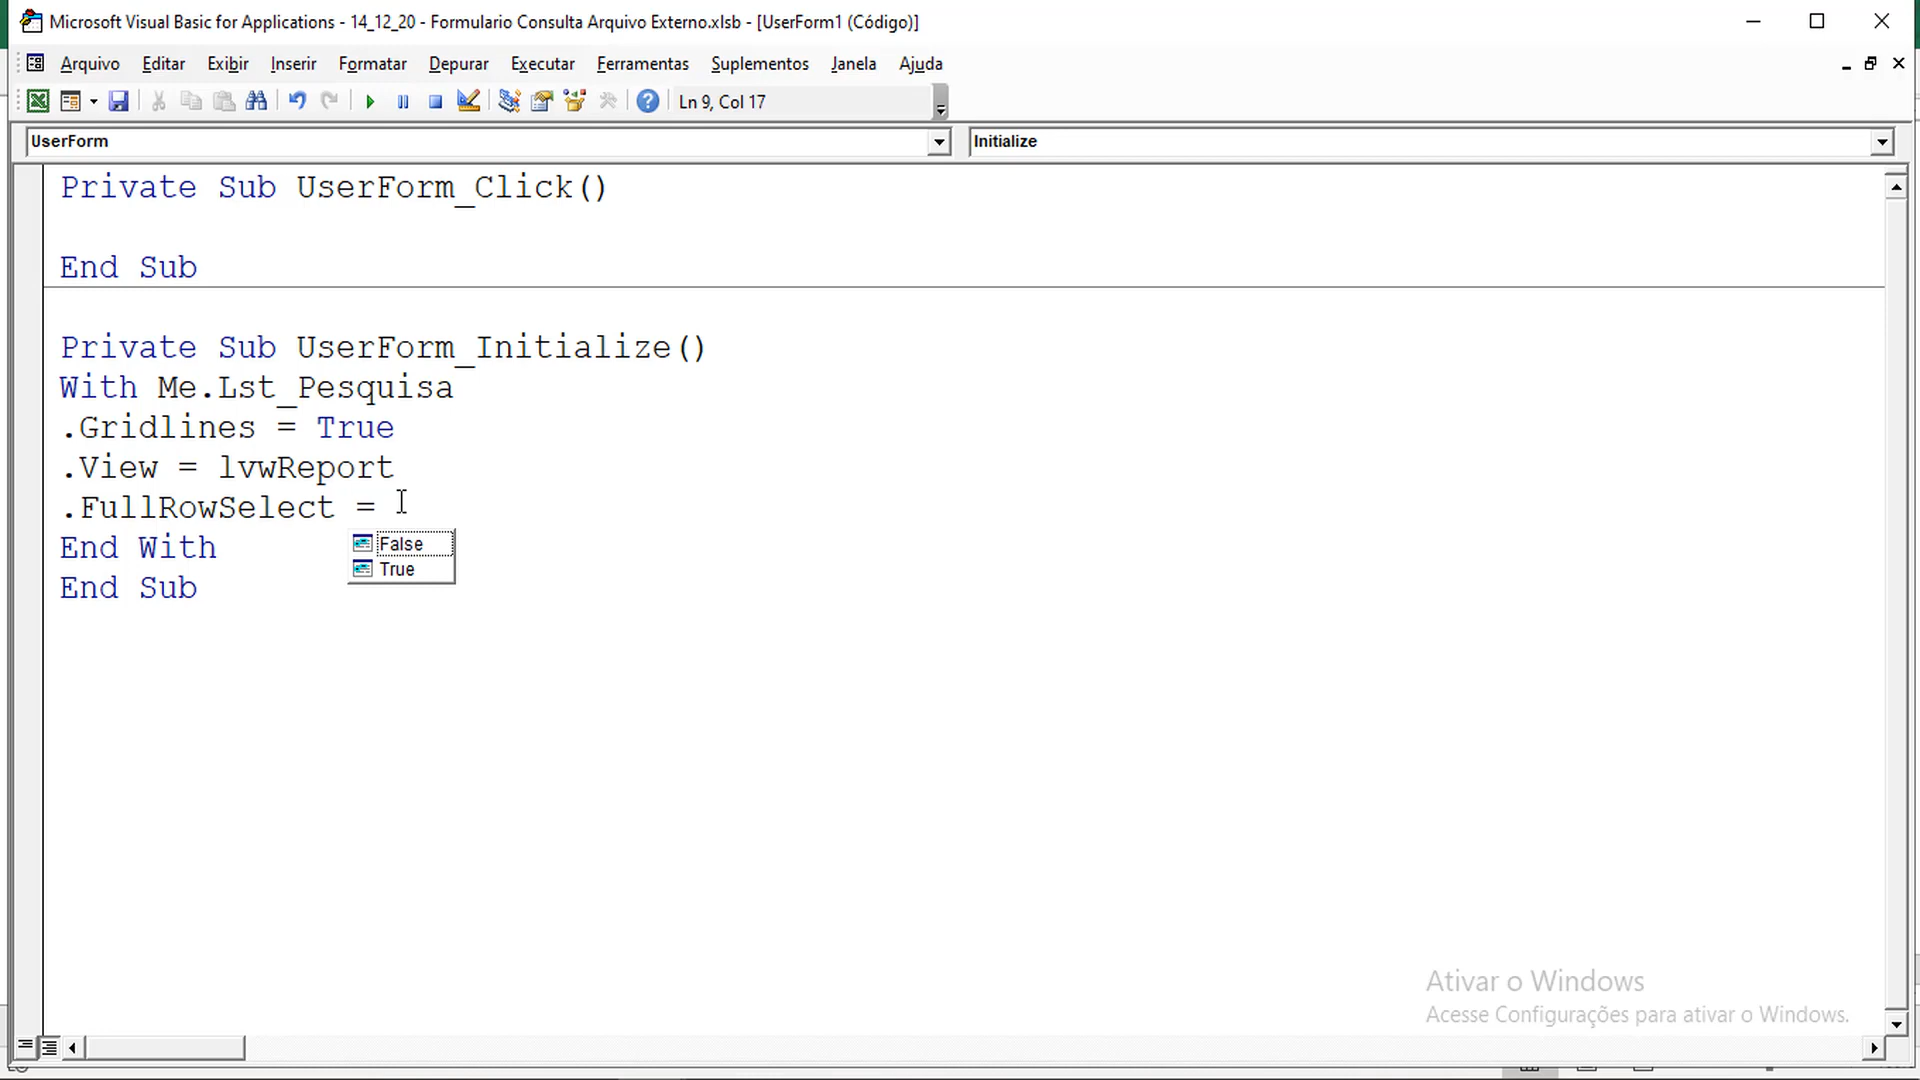 Microsoft Visual Basic for Applications - 14_12_20 - Formulario Consulta Arquivo Externo.xlsb - [UserForm1 (Código)]
Arquivo Editar Exibir Inserir Formatar Depurar Executar Ferramentas Suplementos Janela Ajuda
Ln 9, Col 17
UserForm Initialize
Private Sub UserForm_Click()
End Sub
Private Sub UserForm_Initialize()
With Me.Lst_Pesquisa
.Gridlines = True
.View = lvwReport
.FullRowSelect =
End With
False
True
End Sub
Ativar o Windows
Acesse Configurações para ativar o Windows.